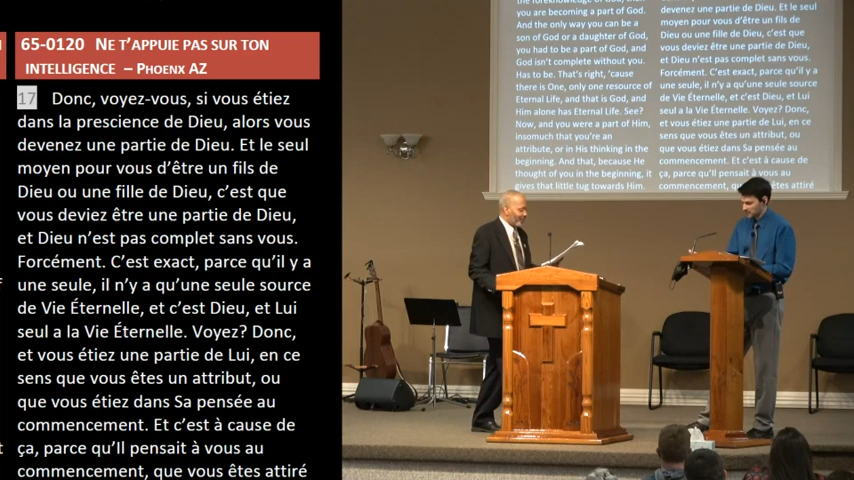 65-0120 NE T'APPUIE PAS SUR TON
INTELLIGENCE – PHOENX AZ
17 Donc, voyez-vous, si vous étiez
dans la prescience de Dieu, alors vous
devenez une partie de Dieu. Et le seul
moyen pour vous d'être un fils de
Dieu ou une fille de Dieu, c'est que
vous deviez être une partie de Dieu,
et Dieu n'est pas complet sans vous.
Forcément. C'est exact, parce qu'il y a
une seule, il n'y a qu'une seule source
de Vie Éternelle, et c'est Dieu, et Lui
seul a la Vie Éternelle. Voyez? Donc,
et vous étiez une partie de Lui, en ce
sens que vous êtes un attribut, ou
que vous étiez dans Sa pensée au
commencement. Et c'est à cause de
ça, parce qu'Il pensait à vous au
commencement, que vous êtes attiré
you are becoming a part of God.
And the only way you can be a
son of God or a daughter of God,
you had to be a part of God, and
God isn't complete without you.
Has to be. That's right, 'cause
there is One, only one resource of
Eternal Life, and that is God, and
Him alone has Eternal Life. See?
Now, and you were a part of Him,
insomuch that you're an
attribute, or in His thinking in the
beginning. And that, because He
thought of you in the beginning, it
gives that little tug towards Him.
devenez une partie de Dieu. Et le seul
moyen pour vous d'être un fils de
Dieu ou une fille de Dieu, c'est que
vous deviez être une partie de Dieu,
et Dieu n'est pas complet sans vous.
Forcément. C'est exact, parce qu'il y a
une seule, il n'y a qu'une seule source
de Vie Éternelle, et c'est Dieu, et Lui
seul a la Vie Éternelle. Voyez? Donc,
et vous étiez une partie de Lui, en ce
sens que vous êtes un attribut, ou
que vous étiez dans Sa pensée au
commencement. Et c'est à cause de
ça, parce qu'Il pensait à vous au
commencement, êtes attiré